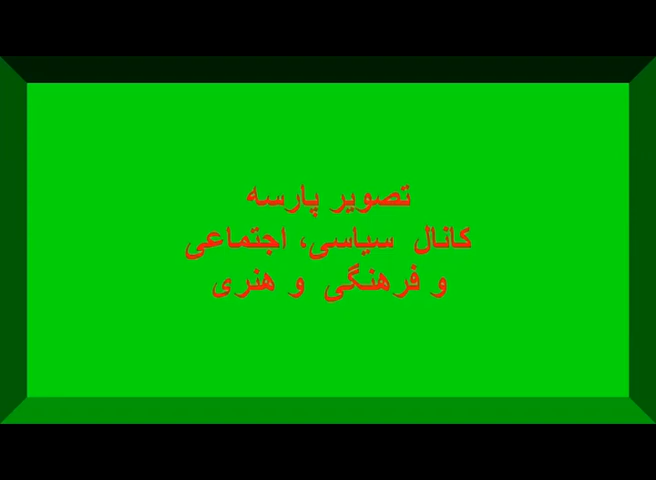 تصویر پارسه
کانال سیاسی، اجتماعی
و فرهنگی و هنری